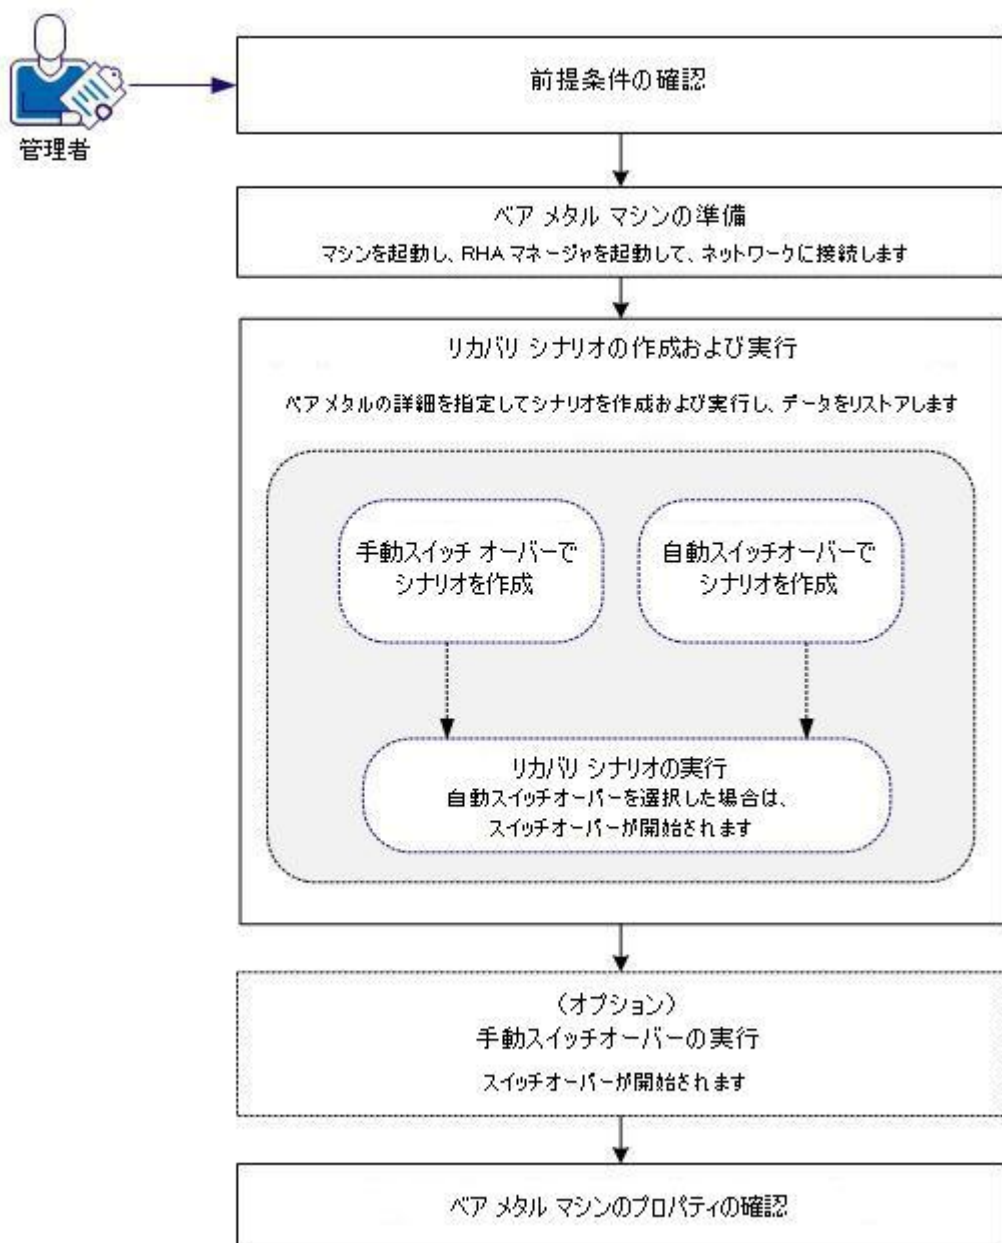 管理者
前提条件の確認
ベア メタル マシンの準備
マシンを起動し、RHA マネージャを起動して、ネットワークに接続します
リカバリ シナリオの作成および実行
ベアメタルの詳細を指定してシナリオを作成および実行し、データをリストアします
手動スイッチ オーバーで
シナリオを作成
自動スイッチオーバーで
シナリオを作成
リカバリ シナリオの実行
自動スイッチオーバーを選択した場合は、
スイッチオーバーが開始されます
(オプション)
手動スイッチオーバーの実行
スイッチオーバーが開始されます
ベア メタル マシンのプロパティの確認